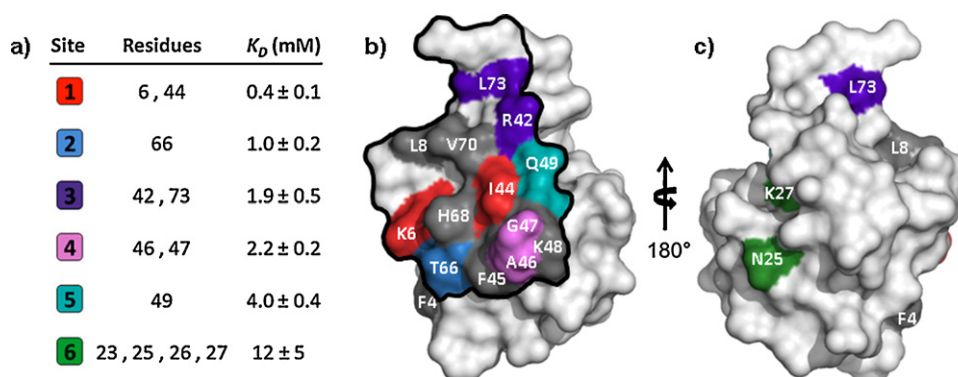 a) Site Residues K_D (mM)
1 6 , 44 0.4 ± 0.1
2 66 1.0 ± 0.2
3 42 , 73 1.9 ± 0.5
4 46 , 47 2.2 ± 0.2
5 49 4.0 ± 0.4
6 23 , 25 , 26 , 27 12 ± 5
b)
L73
R42
L8 V70
Q49
I44
K6 H68
G47
K48
T66 A46
F45
F4
180°
c)
L73
L8
K27
N25
F4